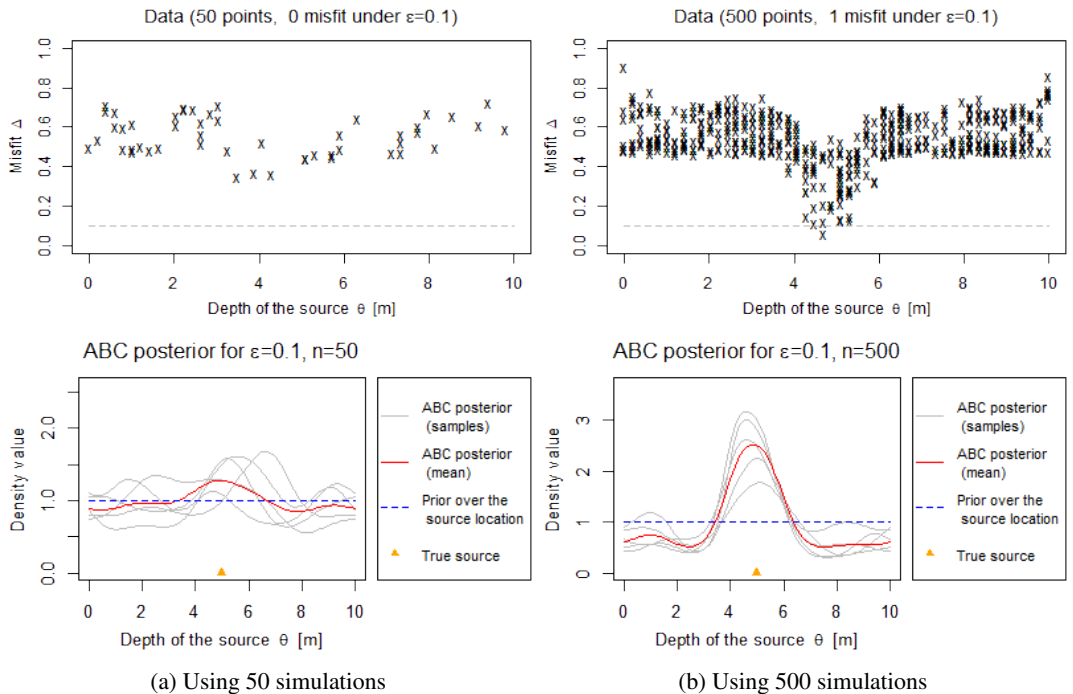 Data (50 points, 0 misfit under ε=0.1)
Misfit Δ
0.0 0.2 0.4 0.6 0.8 1.0
0 2 4 6 8 10
Depth of the source θ [m]
Data (500 points, 1 misfit under ε=0.1)
Misfit Δ
0.0 0.2 0.4 0.6 0.8 1.0
0 2 4 6 8 10
Depth of the source θ [m]
ABC posterior for ε=0.1, n=50
Density value
0.0 1.0 2.0
0 2 4 6 8 10
Depth of the source θ [m]
ABC posterior
(samples)
ABC posterior
(mean)
Prior over the
source location
True source
ABC posterior for ε=0.1, n=500
Density value
0 1 2 3
0 2 4 6 8 10
Depth of the source θ [m]
ABC posterior
(samples)
ABC posterior
(mean)
Prior over the
source location
True source
(a) Using 50 simulations
(b) Using 500 simulations